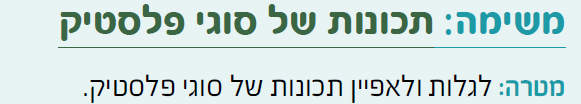 משימה: תכונות של סוגי פלסטיק
מטרה: לגלות ולאפיין תכונות של סוגי פלסטיק.